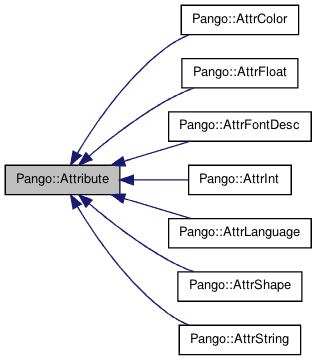 Pango::AttrColor
Pango::AttrFloat
Pango::AttrFontDesc
Pango::Attribute
Pango::AttrInt
Pango::AttrLanguage
Pango::AttrShape
Pango::AttrString